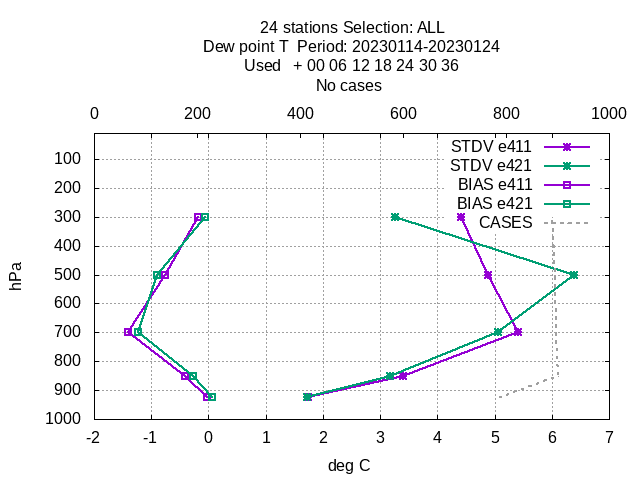 24 stations Selection: ALL
Dew point T  Period: 20230114-20230124
Used   + 00 06 12 18 24 30 36
No cases
0 200 400 600 800 1000
STDV e411
STDV e421
BIAS e411
BIAS e421
CASES
hPa
100
200
300
400
500
600
700
800
900
1000
-2 -1 0 1 2 3 4 5 6 7
deg C